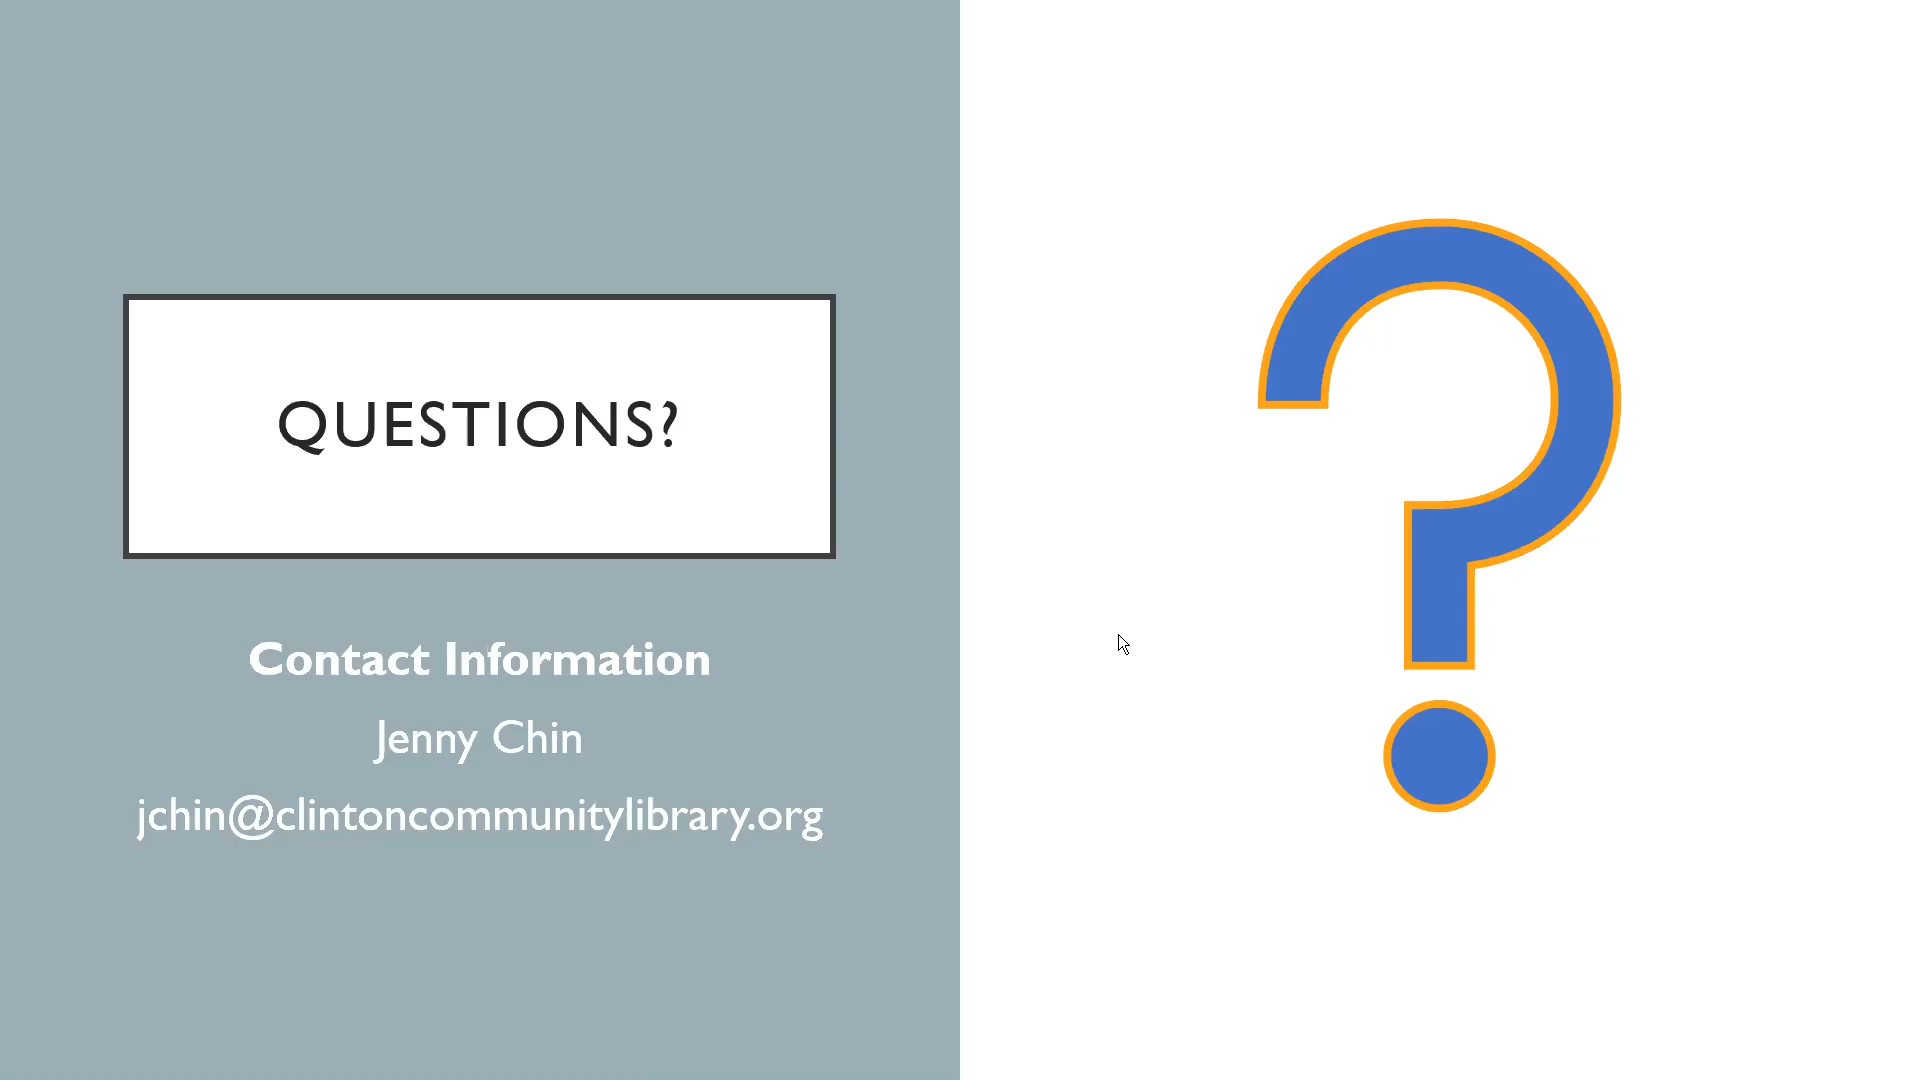 QUESTIONS?
Contact Information
Jenny Chin
jchin@clintoncommunitylibrary.org
?